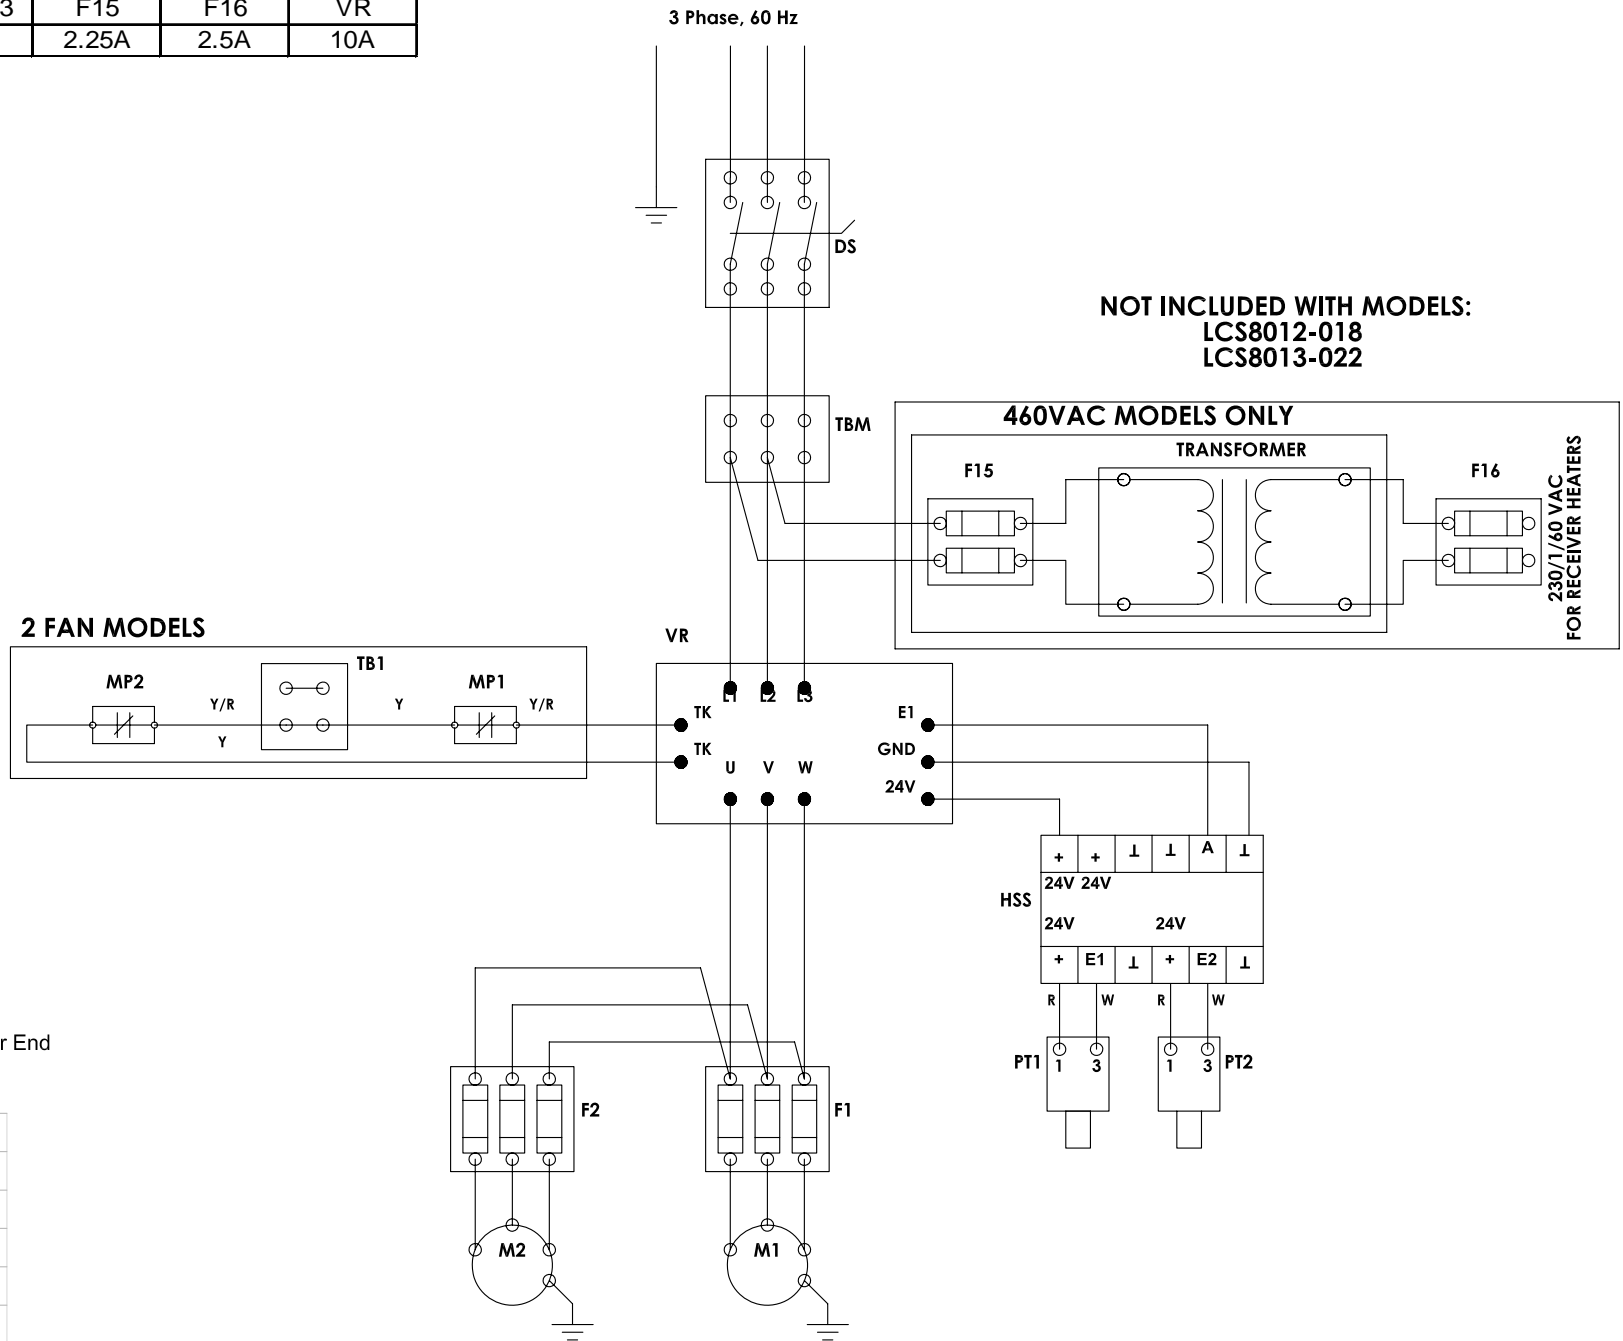 3 F15 F16 VR
2.25A 2.5A 10A
3 Phase, 60 Hz
DS
NOT INCLUDED WITH MODELS:
LCS8012-018
LCS8013-022
TBM
460VAC MODELS ONLY
TRANSFORMER
F15
F16
230/1/60 VAC
FOR RECEIVER HEATERS
2 FAN MODELS
VR
MP2
TB1
MP1
Y/R
Y
Y
Y/R
TK
TK
L1 L2 L3
U V W
E1
GND
24V
HSS
+ + ⊥ ⊥ A ⊥
24V 24V
24V 24V
+ E1 ⊥ + E2 ⊥
R W R W
PT1 1 3 1 3 PT2
r End
F2
F1
M2
M1